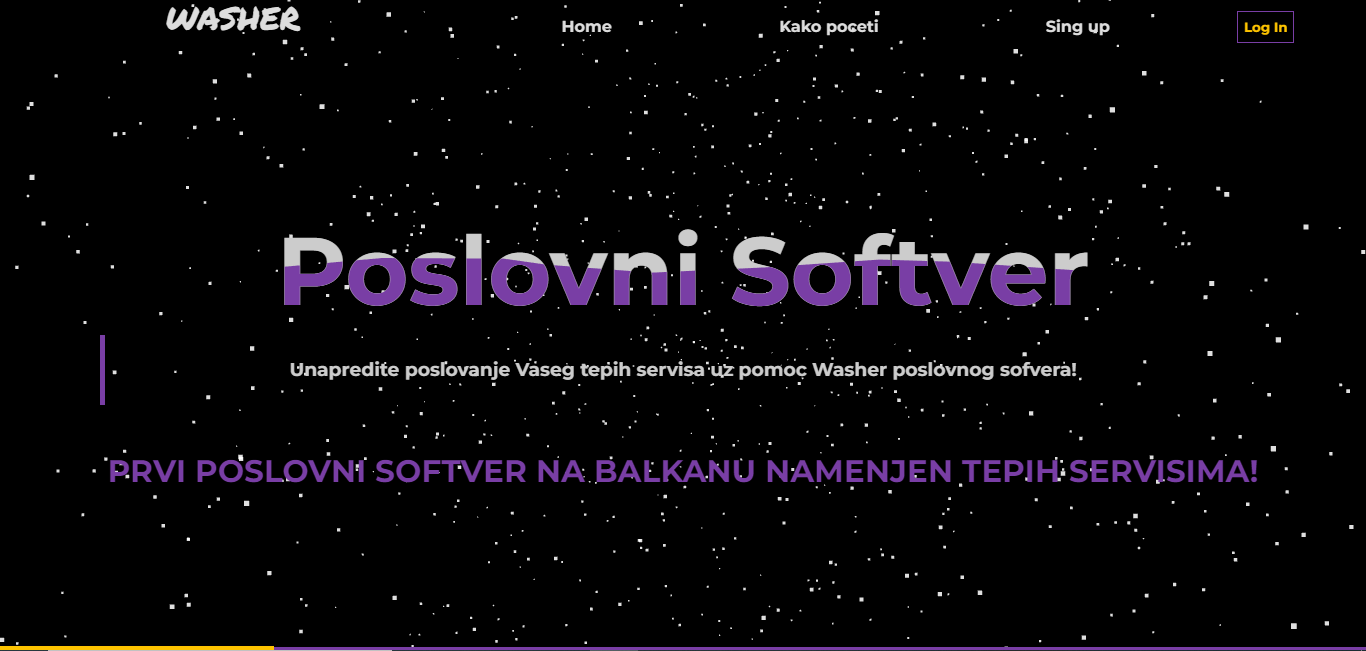 WASHER
Home
Kako poceti
Sing up
Log In
Poslovni Softver
Unapredite poslovanje Vaseg tepih servisa uz pomoc Washer poslovnog sofvera!
PRVI POSLOVNI SOFTVER NA BALKANU NAMENJEN TEPIH SERVISIMA!